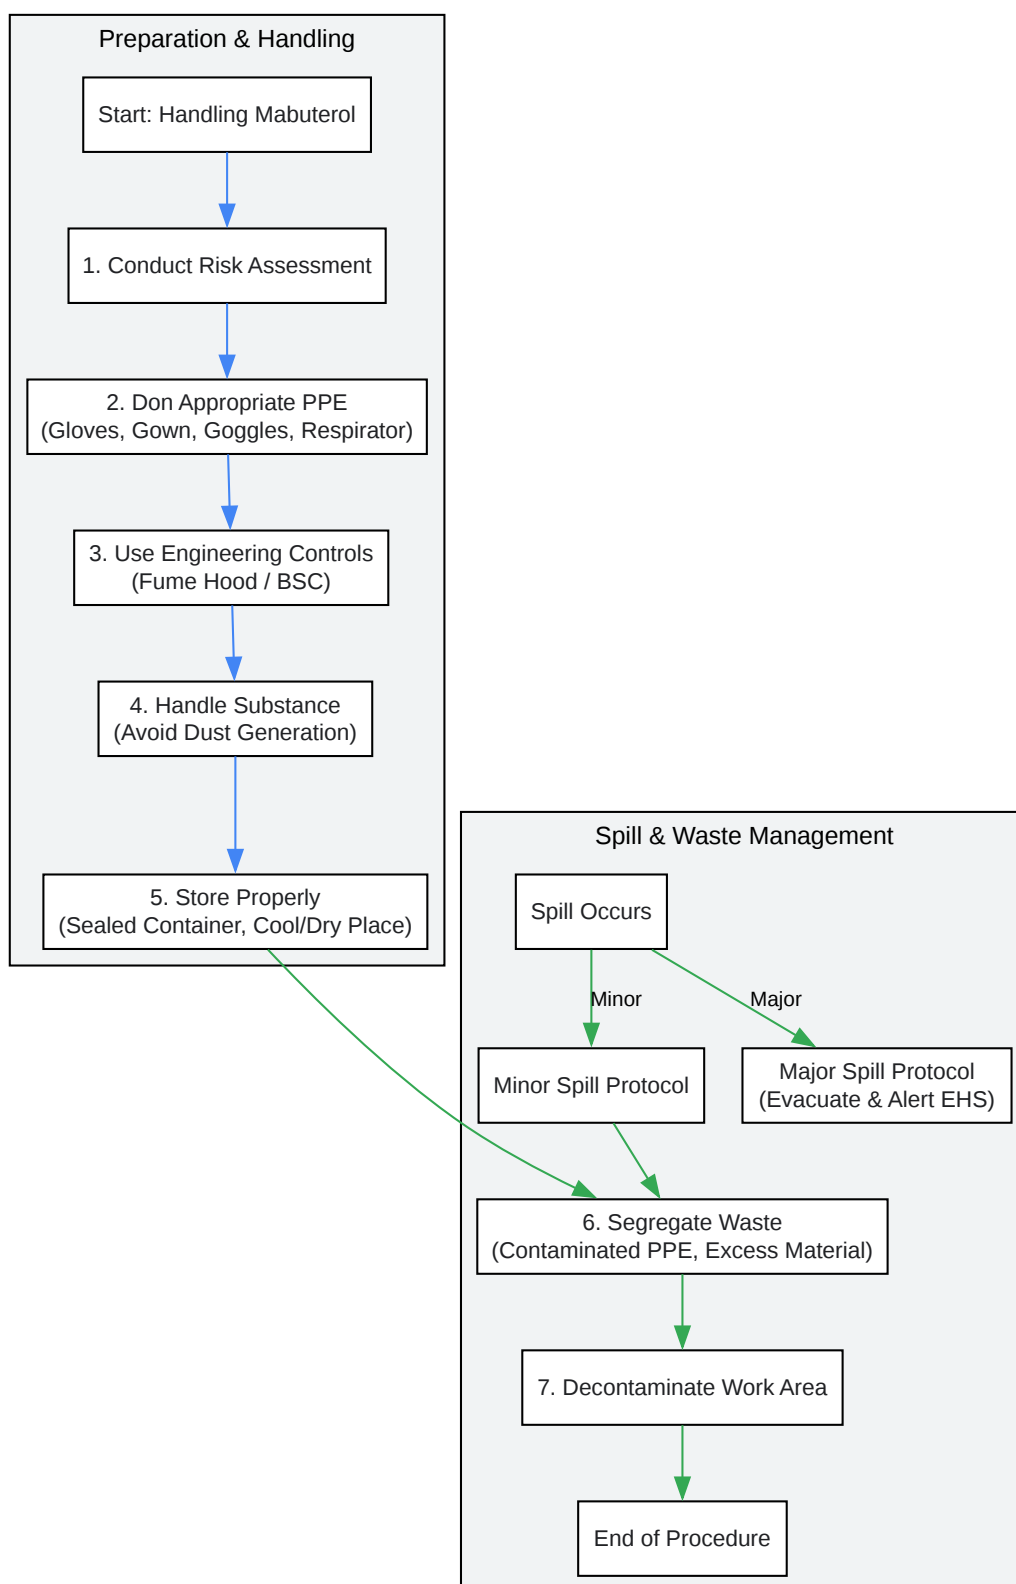 Preparation & Handling
Start: Handling Mabuterol
1. Conduct Risk Assessment
2. Don Appropriate PPE
(Gloves, Gown, Goggles, Respirator)
3. Use Engineering Controls
(Fume Hood / BSC)
4. Handle Substance
(Avoid Dust Generation)
5. Store Properly
(Sealed Container, Cool/Dry Place)
Spill & Waste Management
Spill Occurs
Minor
Major
Minor Spill Protocol
Major Spill Protocol
(Evacuate & Alert EHS)
6. Segregate Waste
(Contaminated PPE, Excess Material)
7. Decontaminate Work Area
End of Procedure